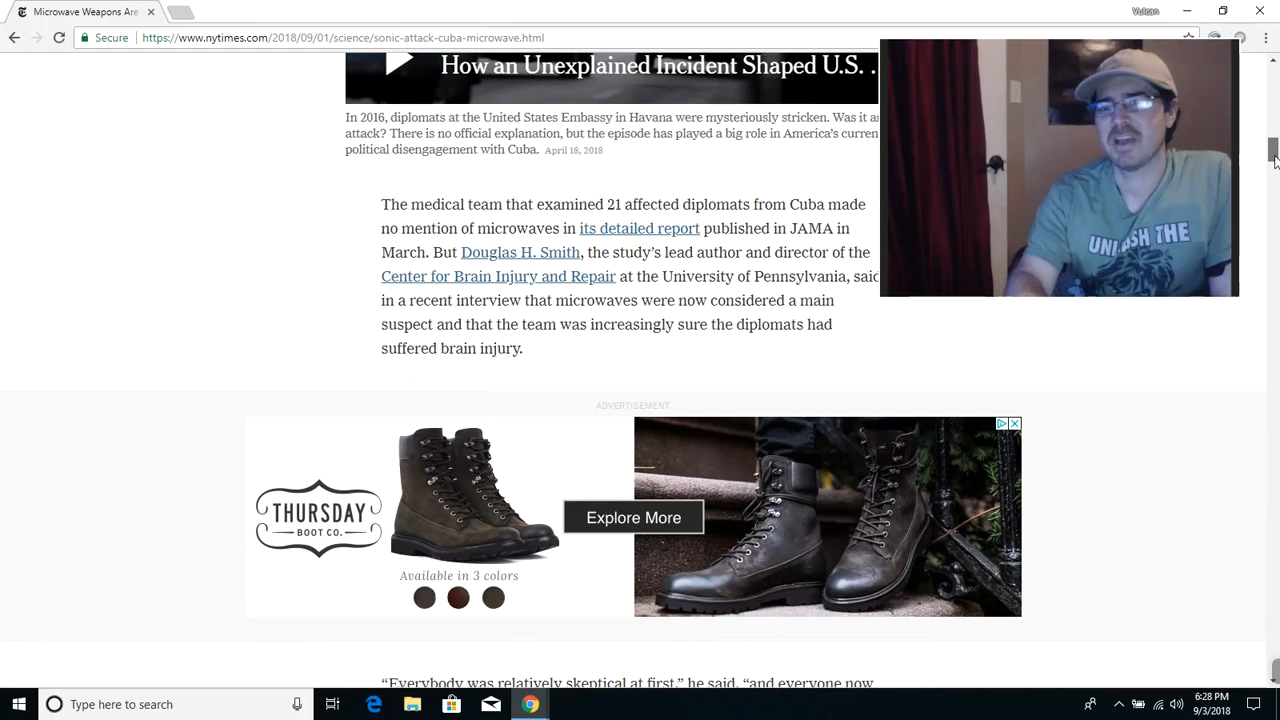 Microwave Weapons Are
Vulcan
Secure
https://www.nytimes.com/2018/09/01/science/sonic-attack-cuba-microwave.html
How an Unexplained Incident Shaped U.S. . .
In 2016, diplomats at the United States Embassy in Havana were mysteriously stricken. Was it
attack? There is no official explanation, but the episode has played a big role in America's
political disengagement with Cuba. April 18, 2018
UNLEASH THE
The medical team that examined 21 affected diplomats from Cuba made
no mention of microwaves in its detailed report published in JAMA in
March. But Douglas H. Smith, the study's lead author and director of the
Center for Brain Injury and Repair at the University of Pennsylvania, said
in a recent interview that microwaves were now considered a main
suspect and that the team was increasingly sure the diplomats had
suffered brain injury.
ADVERTISEMENT
THURSDAY
BOOT CO.
Explore More
Available in 3 colors
“Everybody was relatively skeptical at first,” he said, “and everyone now
Type here to search
6:28 PM
9/3/2018